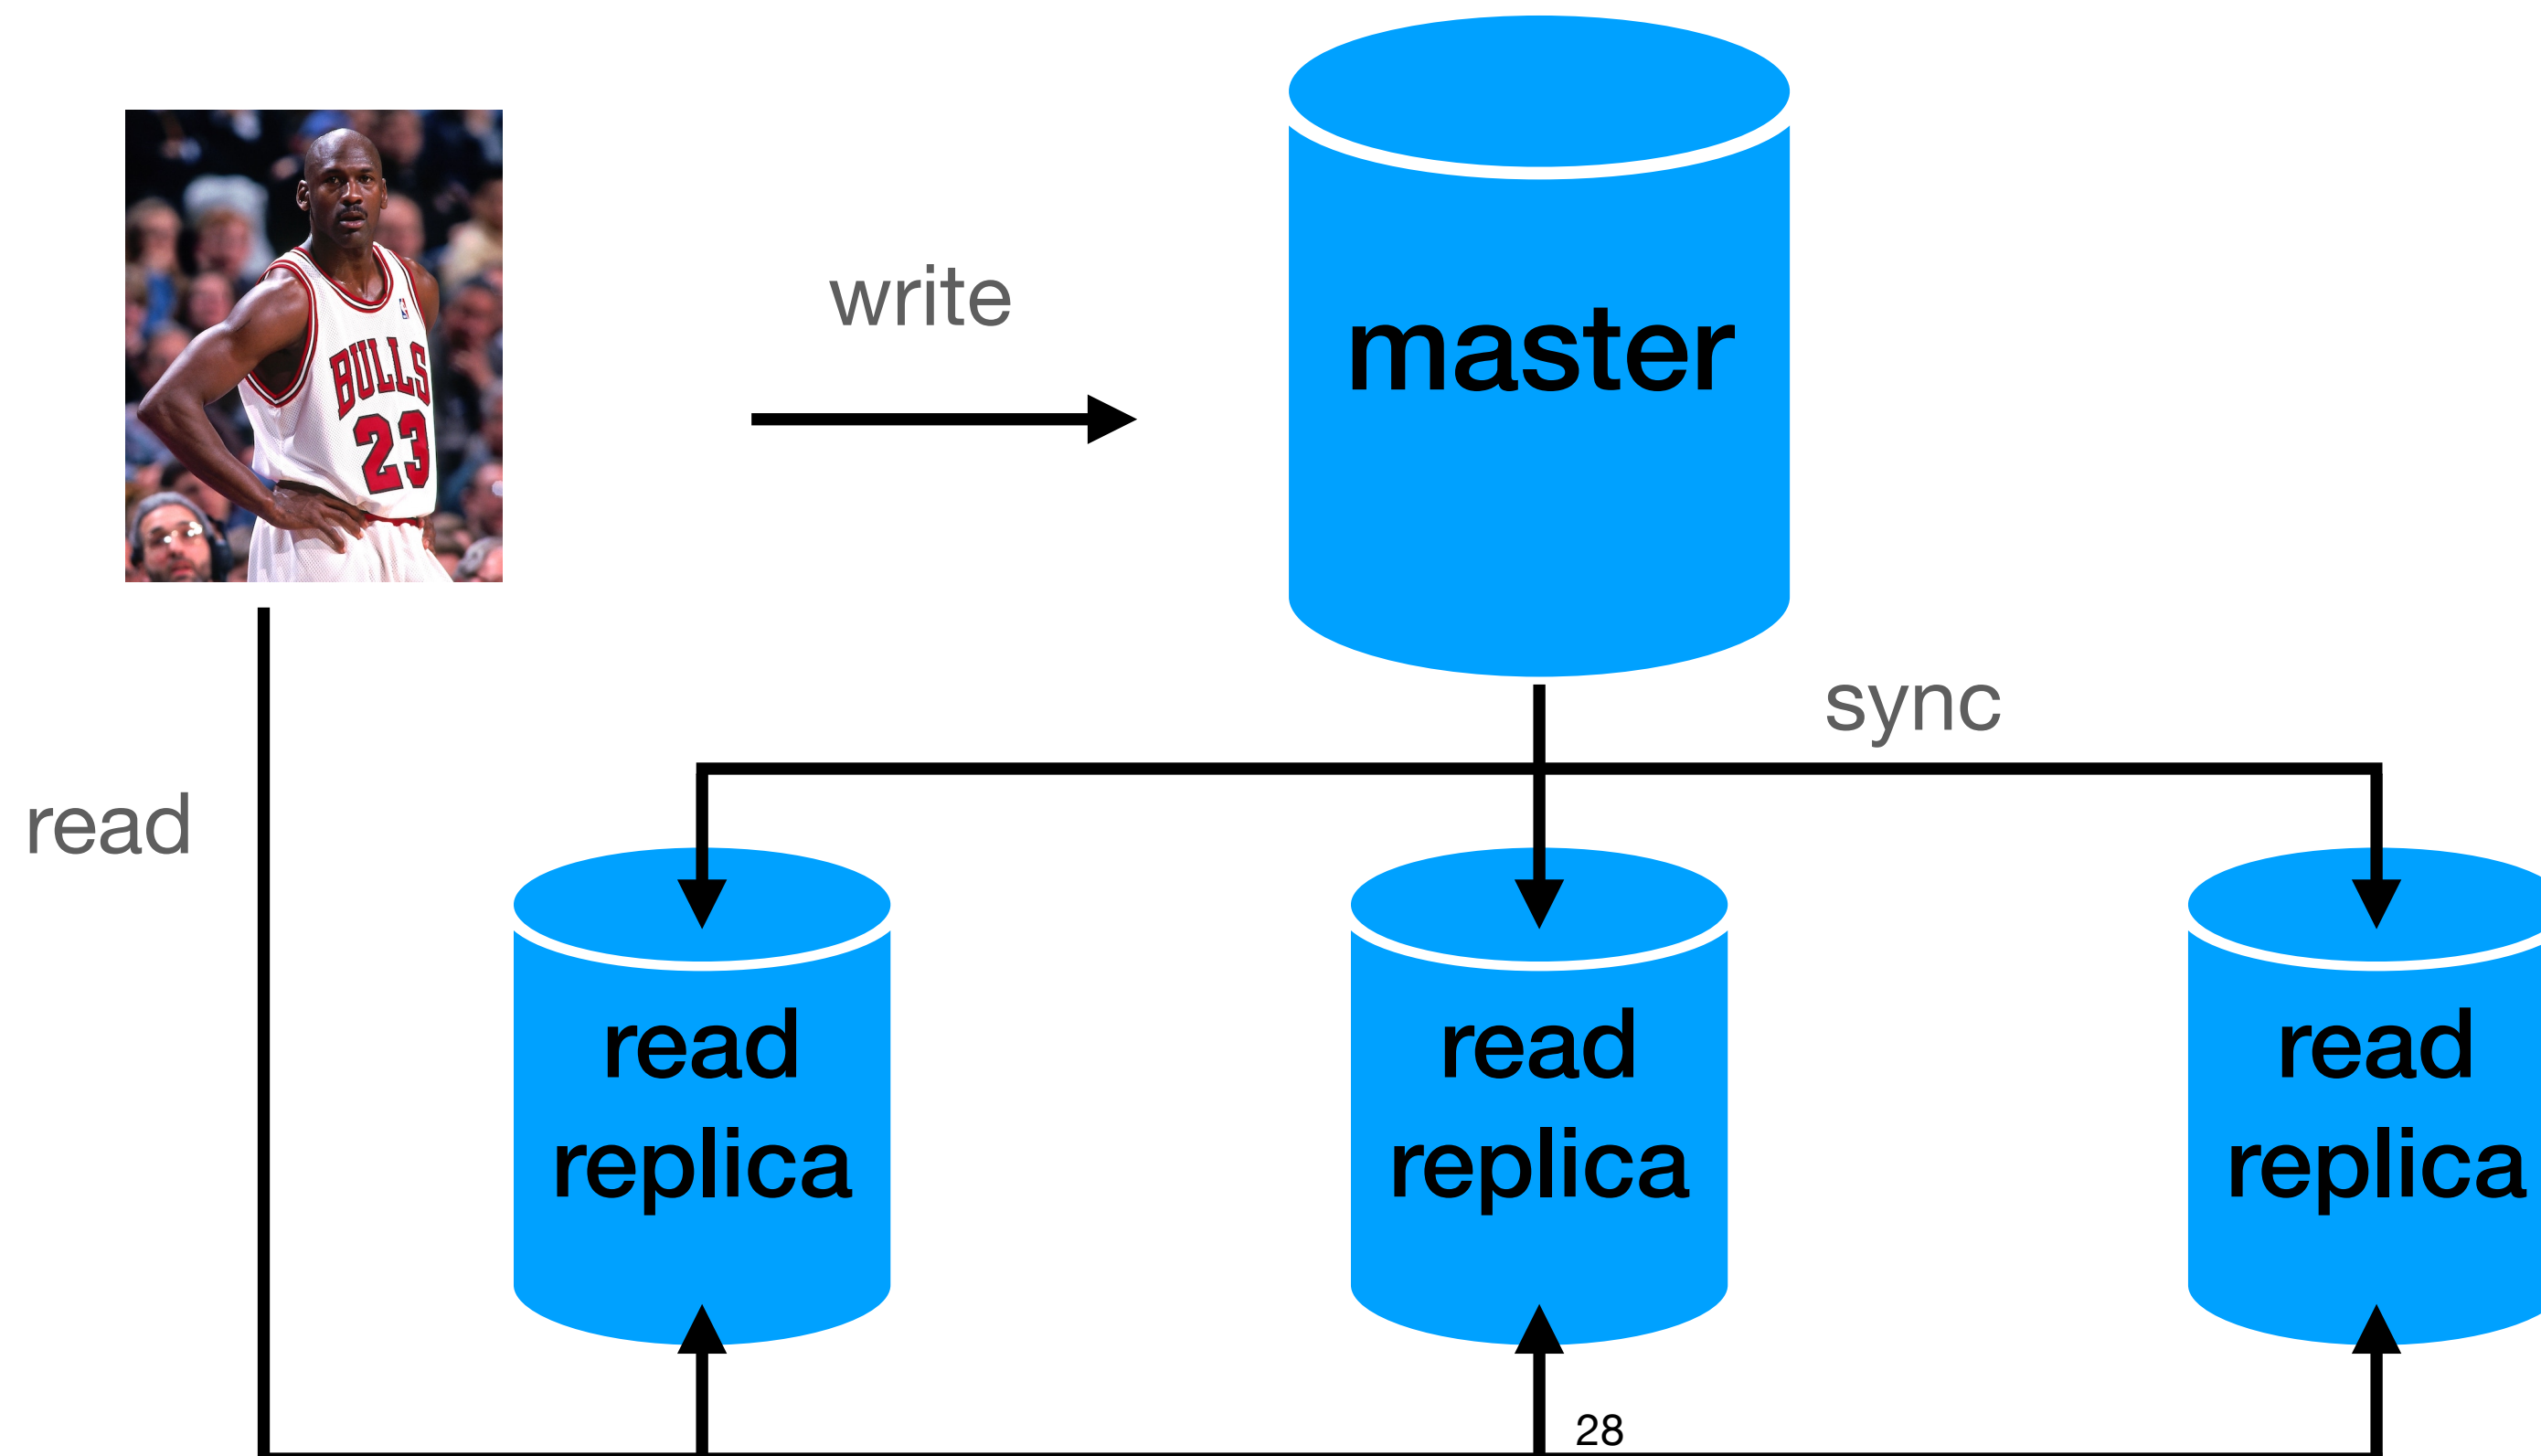 BULLS
23
write
master
sync
read
read
replica
read
replica
read
replica
28